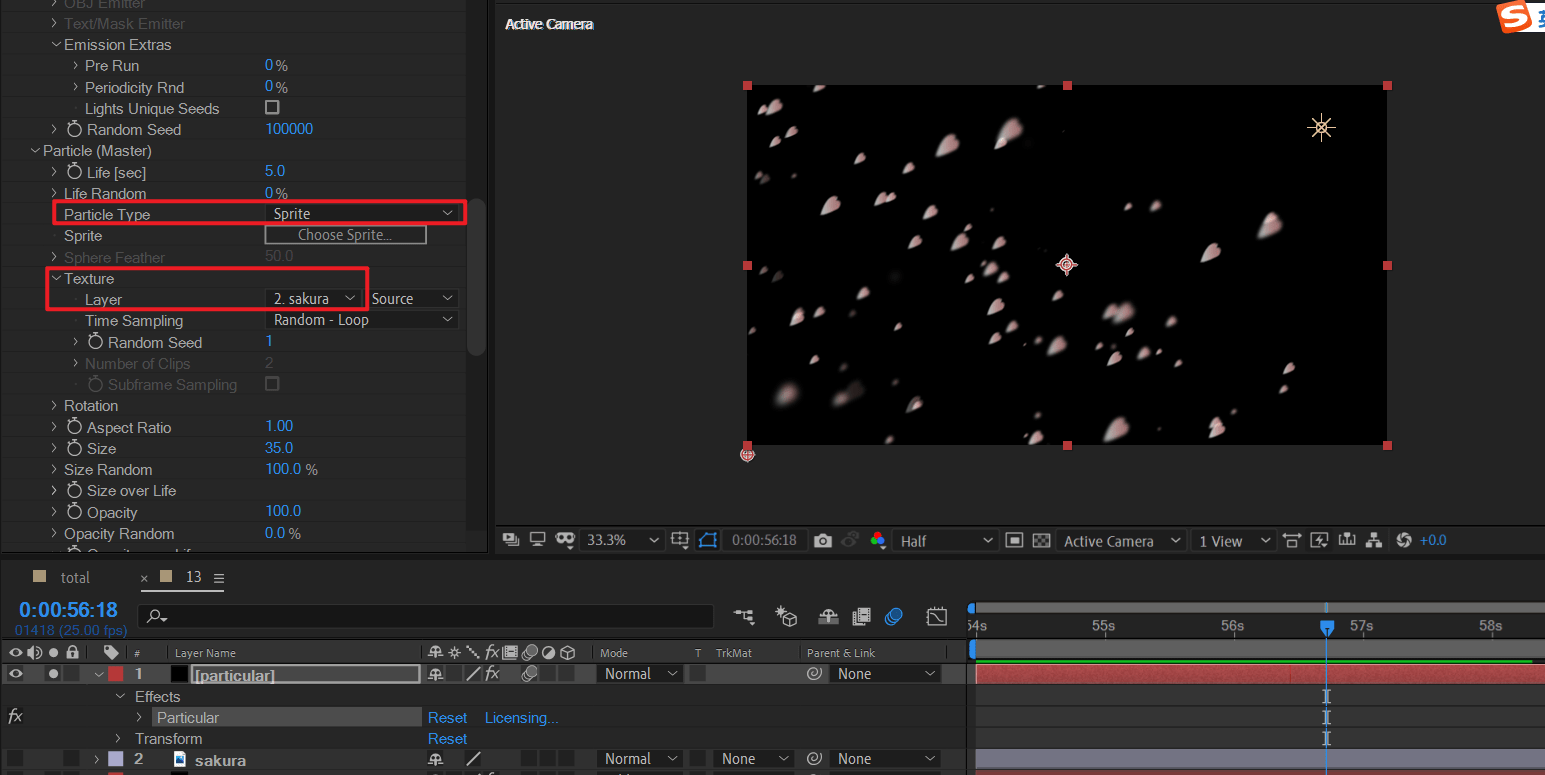 OBJ Emitter
Text/Mask Emitter
Emission Extras
Pre Run 0 %
Periodicity Rnd 0 %
Lights Unique Seeds
Random Seed 100000
Particle (Master)
Life [sec] 5.0
Life Random 0 %
Particle Type Sprite
Sprite Choose Sprite...
Sphere Feather 50.0
Texture
Layer 2. sakura Source
Time Sampling Random - Loop
Random Seed 1
Number of Clips 2
Subframe Sampling
Rotation
Aspect Ratio 1.00
Size 35.0
Size Random 100.0 %
Size over Life
Opacity 100.0
Opacity Random 0.0 %
Active Camera
S 英
33.3% 0:00:56:18 Half Active Camera 1 View +0.0
total × 13
0:00:56:18
01418 (25.00 fps)
54s 55s 56s 57s 58s
# Layer Name fx Mode T TrkMat Parent & Link
1 [particular] fx Normal None
Effects
fx Particular Reset Licensing...
Transform Reset
2 sakura Normal None None